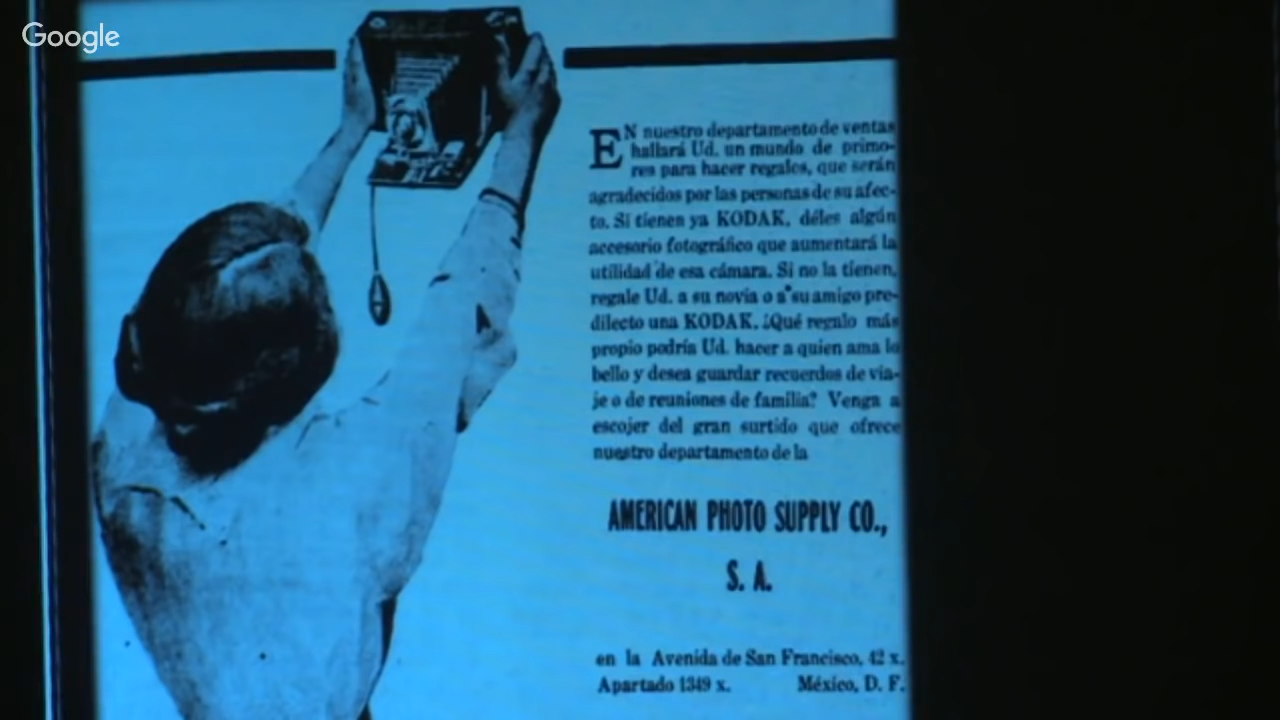 Google
EN nuestro departamento de ventas
hallará Ud. un mundo de primo-
res para hacer regalos, que serán
agradecidos por las personas de su afec-
to. Si tienen ya KODAK, déles algún
accesorio fotográfico que aumentará la
utilidad de esa cámara. Si no la tienen,
regale Ud. a su novia o a su amigo pre-
dilecto una KODAK. ¿Qué regalo más
propio podría Ud. hacer a quien ama lo
bello y desea guardar recuerdos de via-
je o de reuniones de familia? Venga a
escojer del gran surtido que ofrece
nuestro departamento de la
AMERICAN PHOTO SUPPLY CO.,
S. A.
en la Avenida de San Francisco, 42 x.
Apartado 1349 x. México, D. F.